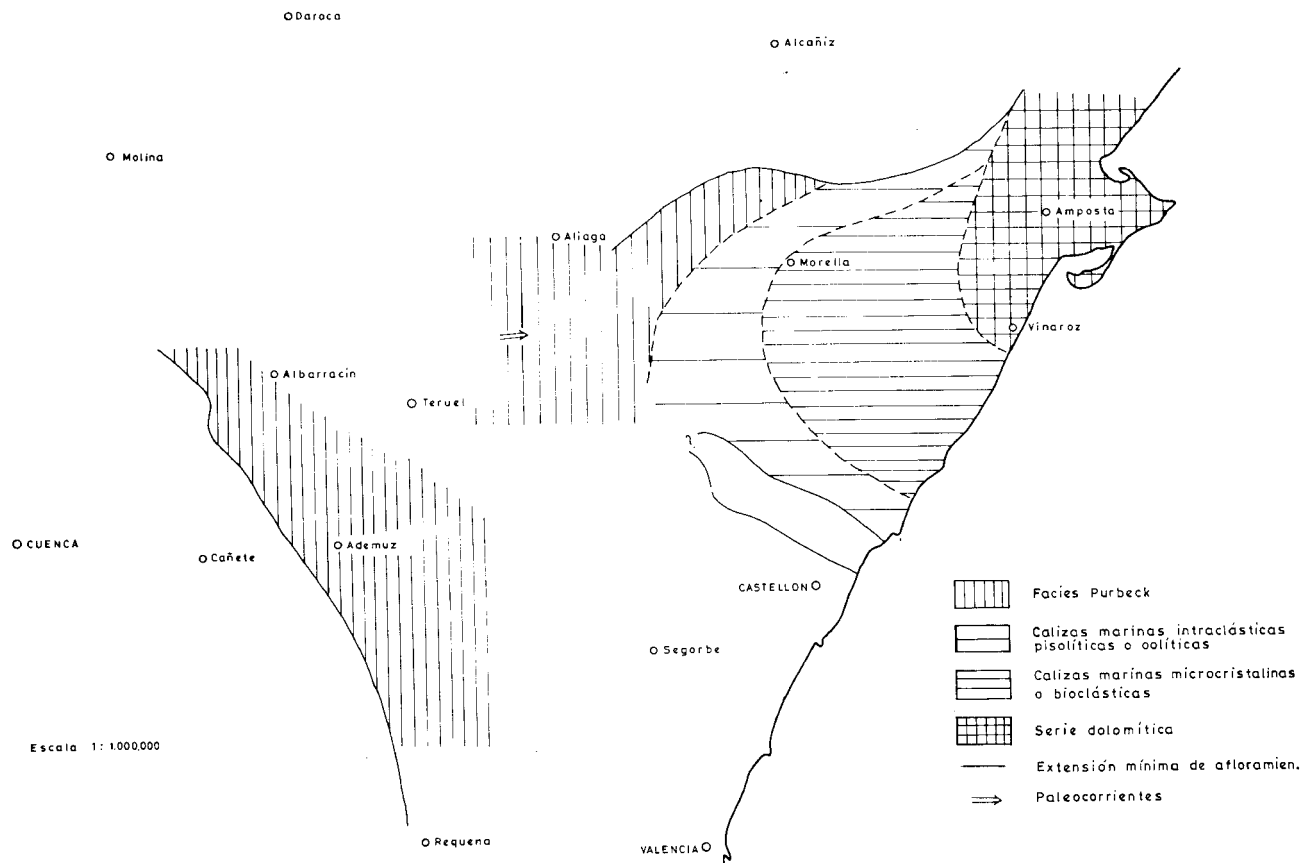 Daroca
Alcañiz
Molina
Amposta
Aliaga
Morella
Vinaroz
Albarracin
Teruel
CUENCA
Cañete
Ademuz
CASTELLON
Segorbe
Requena
VALENCIA
Escala 1: 1.000,000
Facies Purbeck
Calizas marinas intraclásticas
pisolíticas o oolíticas
Calizas marinas microcristalinas
o bioclásticas
Serie dolomítica
Extensión mínima de afloramien.
Paleocorrientes